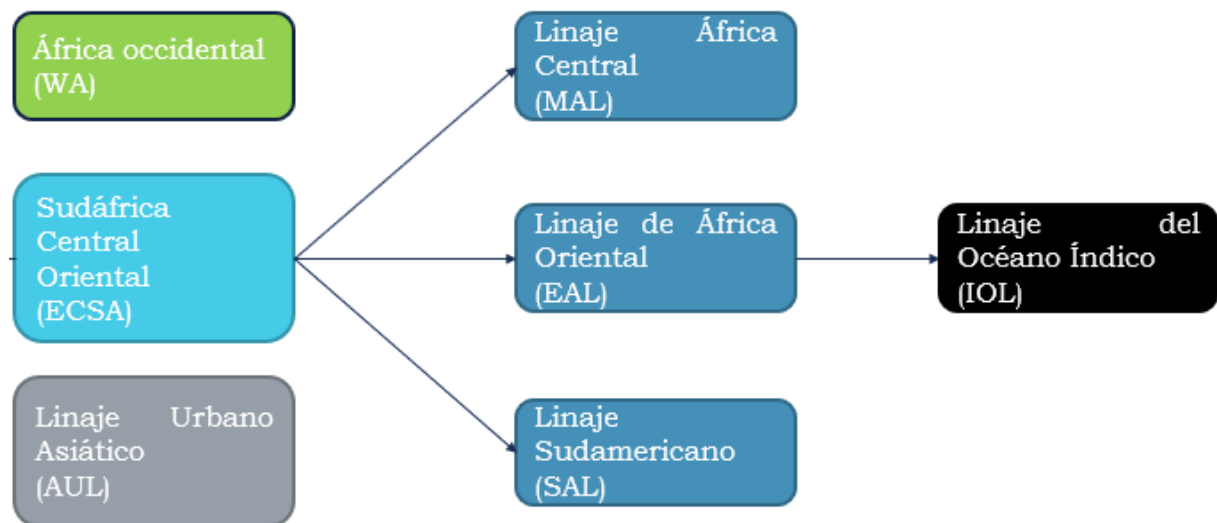 África occidental
(WA)
Sudáfrica
Central
Oriental
(ECSA)
Linaje Urbano
Asiático
(AUL)
Linaje África
Central
(MAL)
Linaje de África
Oriental
(EAL)
Linaje
Sudamericano
(SAL)
Linaje del
Océano Índico
(IOL)